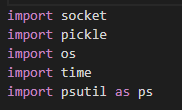 import socket
import pickle
import os
import time
import psutil as ps